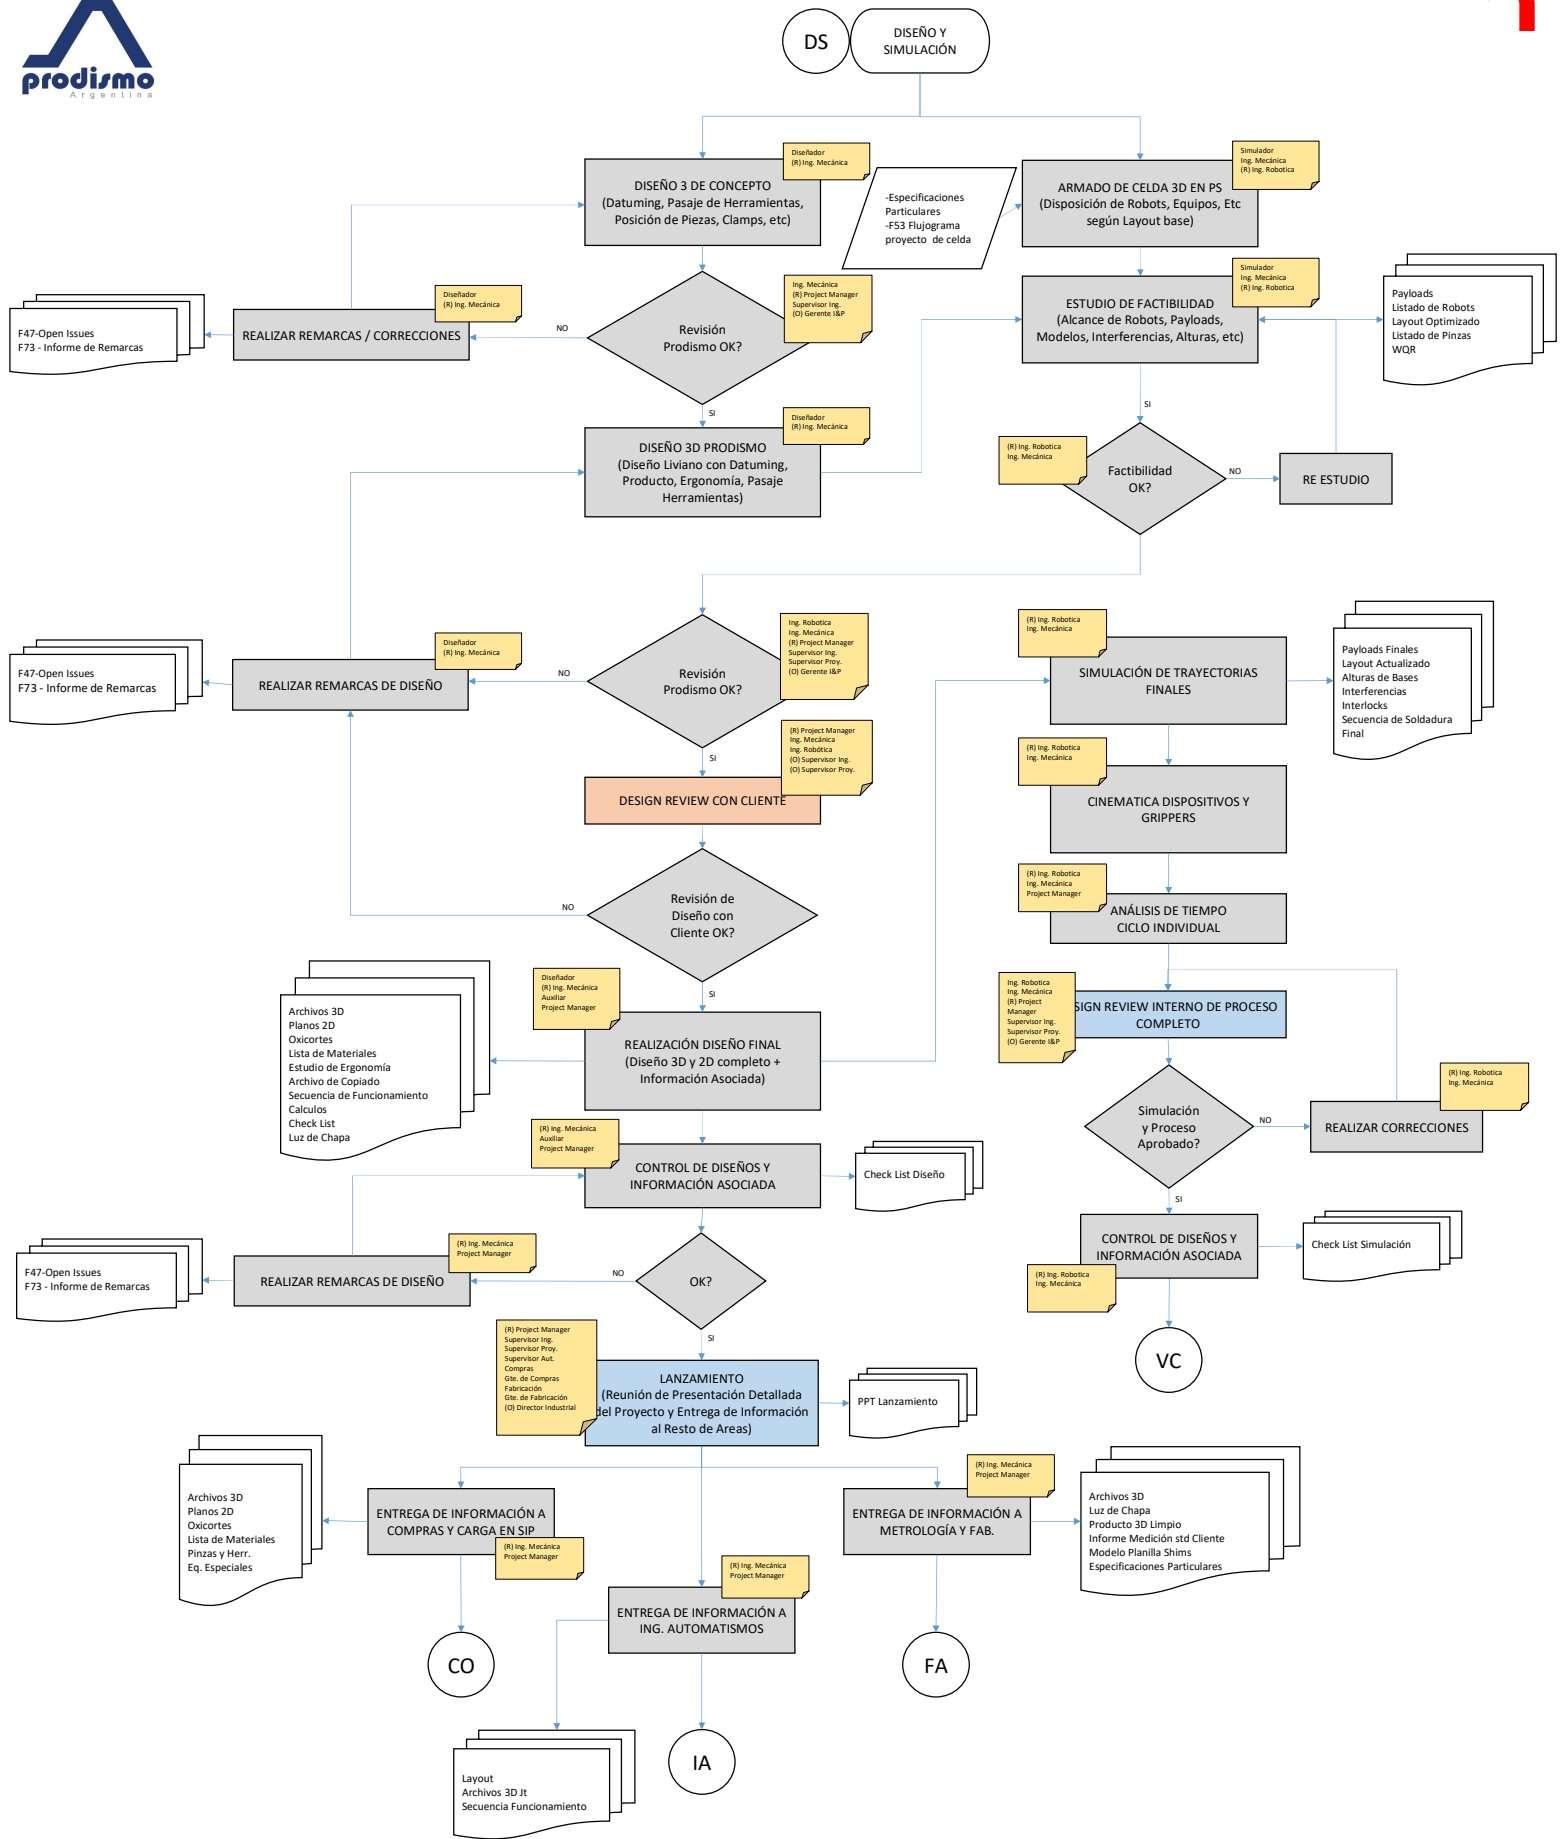 prodismo
Argentina
DS
DISEÑO Y
SIMULACIÓN
Diseñador
(R) Ing. Mecánica
DISEÑO 3 DE CONCEPTO
(Datuming, Pasaje de Herramientas,
Posición de Piezas, Clamps, etc)
-Especificaciones
Particulares
-F53 Flujograma
proyecto de celda
Simulador
Ing. Mecánica
(R) Ing. Robotica
ARMADO DE CELDA 3D EN PS
(Disposición de Robots, Equipos, Etc
según Layout base)
F47-Open Issues
F73 - Informe de Remarcas
Diseñador
(R) Ing. Mecánica
REALIZAR REMARCAS / CORRECCIONES
NO
Ing. Mecánica
(R) Project Manager
Supervisor Ing.
(O) Gerente I&P
Revisión
Prodismo OK?
SI
Simulador
Ing. Mecánica
(R) Ing. Robotica
ESTUDIO DE FACTIBILIDAD
(Alcance de Robots, Payloads,
Modelos, Interferencias, Alturas, etc)
SI
Payloads
Listado de Robots
Layout Optimizado
Listado de Pinzas
WQR
Diseñador
(R) Ing. Mecánica
DISEÑO 3D PRODISMO
(Diseño Liviano con Datuming,
Producto, Ergonomía, Pasaje
Herramientas)
(R) Ing. Robotica
Ing. Mecánica
Factibilidad
OK?
NO
RE ESTUDIO
F47-Open Issues
F73 - Informe de Remarcas
Diseñador
(R) Ing. Mecánica
REALIZAR REMARCAS DE DISEÑO
NO
Ing. Robotica
Ing. Mecánica
(R) Project Manager
Supervisor Ing.
Supervisor Proy.
(O) Gerente I&P
Revisión
Prodismo OK?
SI
(R) Ing. Robotica
Ing. Mecánica
SIMULACIÓN DE TRAYECTORIAS
FINALES
Payloads Finales
Layout Actualizado
Alturas de Bases
Interferencias
Interlocks
Secuencia de Soldadura
Final
(R) Project Manager
Ing. Mecánica
Ing. Robótica
(O) Supervisor Ing.
(O) Supervisor Proy.
DESIGN REVIEW CON CLIENTE
(R) Ing. Robotica
Ing. Mecánica
CINEMATICA DISPOSITIVOS Y
GRIPPERS
NO
Revisión de
Diseño con
Cliente OK?
SI
(R) Ing. Robotica
Ing. Mecánica
Project Manager
ANÁLISIS DE TIEMPO
CICLO INDIVIDUAL
Archivos 3D
Planos 2D
Oxicortes
Lista de Materiales
Estudio de Ergonomía
Archivo de Copiado
Secuencia de Funcionamiento
Calculos
Check List
Luz de Chapa
Diseñador
(R) Ing. Mecánica
Auxiliar
Project Manager
REALIZACIÓN DISEÑO FINAL
(Diseño 3D y 2D completo +
Información Asociada)
Ing. Robotica
Ing. Mecánica
(R) Project
Manager
Supervisor Ing.
Supervisor Proy.
(O) Gerente I&P
SIGN REVIEW INTERNO DE PROCESO
COMPLETO
Simulación
y Proceso
Aprobado?
NO
SI
(R) Ing. Robotica
Ing. Mecánica
REALIZAR CORRECCIONES
(R) Ing. Mecánica
Auxiliar
Project Manager
CONTROL DE DISEÑOS Y
INFORMACIÓN ASOCIADA
Check List Diseño
CONTROL DE DISEÑOS Y
INFORMACIÓN ASOCIADA
(R) Ing. Robotica
Ing. Mecánica
Check List Simulación
VC
F47-Open Issues
F73 - Informe de Remarcas
(R) Ing. Mecánica
Project Manager
REALIZAR REMARCAS DE DISEÑO
NO
OK?
SI
(R) Project Manager
Supervisor Ing.
Supervisor Proy.
Supervisor Aut.
Compras
Gte. de Compras
Fabricación
Gte. de Fabricación
(O) Director Industrial
LANZAMIENTO
(Reunión de Presentación Detallada
del Proyecto y Entrega de Información
al Resto de Areas)
PPT Lanzamiento
Archivos 3D
Planos 2D
Oxicortes
Lista de Materiales
Pinzas y Herr.
Eq. Especiales
ENTREGA DE INFORMACIÓN A
COMPRAS Y CARGA EN SIP
(R) Ing. Mecánica
Project Manager
CO
(R) Ing. Mecánica
Project Manager
ENTREGA DE INFORMACIÓN A
ING. AUTOMATISMOS
Layout
Archivos 3D Jt
Secuencia Funcionamiento
IA
(R) Ing. Mecánica
Project Manager
ENTREGA DE INFORMACIÓN A
METROLOGÍA Y FAB.
FA
Archivos 3D
Luz de Chapa
Producto 3D Limpio
Informe Medición std Cliente
Modelo Planilla Shims
Especificaciones Particulares